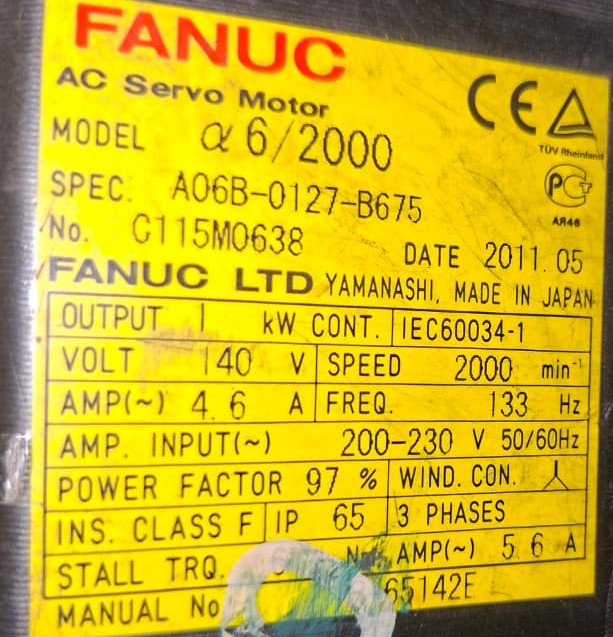 FANUC
AC Servo Motor
CE
TÜV Rheinland
MODEL α6/2000
SPEC. A06B-0127-B675
PCT
AR46
No. C115M0638 DATE 2011.05
FANUC LTD YAMANASHI, MADE IN JAPAN
OUTPUT 1 kW CONT. IEC60034-1
VOLT 140 V SPEED 2000 min⁻¹
AMP(~) 4.6 A FREQ. 133 Hz
AMP. INPUT(~) 200-230 V 50/60Hz
POWER FACTOR 97 % WIND. CON.
INS. CLASS F IP 65 3 PHASES
STALL TRQ. AMP(~) 5.6 A
MANUAL No 65142E